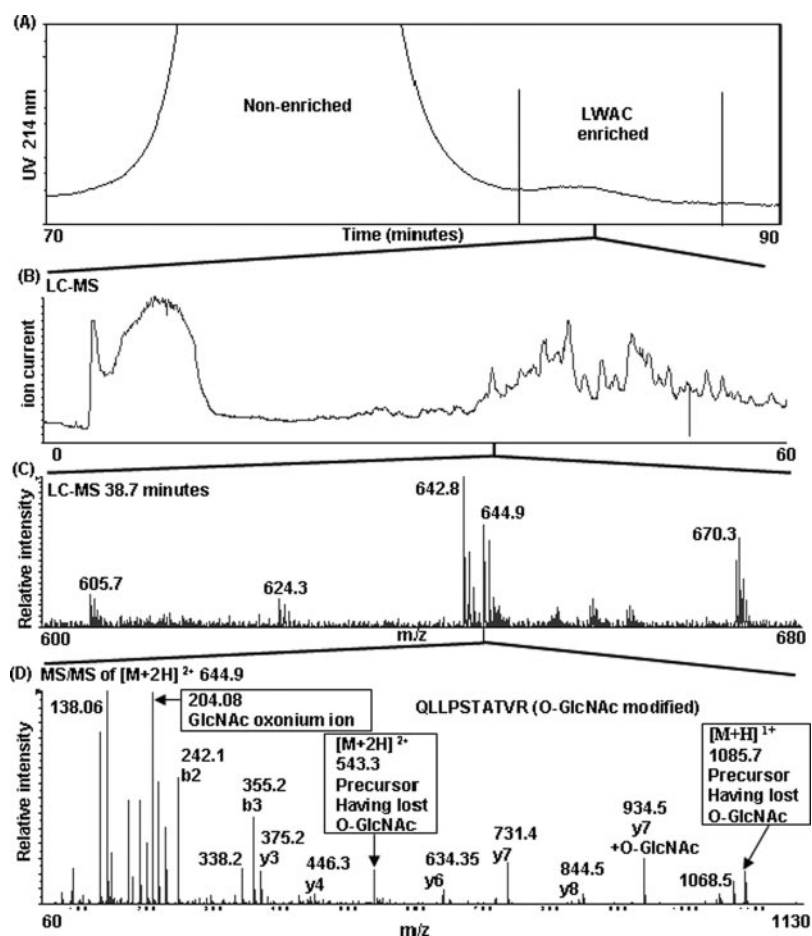 (A)
UV 214 nm
Non-enriched
LWAC
enriched
70
Time (minutes)
90
(B)
LC-MS
ion current
0
60
(C)
LC-MS 38.7 minutes
Relative intensity
605.7
624.3
642.8
644.9
670.3
600
m/z
680
(D)
MS/MS of [M+2H] 2+ 644.9
Relative intensity
138.06
204.08
GlcNAc oxonium ion
QLLPSTATVR (O-GlcNAc modified)
242.1
b2
338.2
355.2
b3
375.2
y3
446.3
y4
[M+2H] 2+
543.3
Precursor
Having lost
O-GlcNAc
634.35
y6
731.4
y7
844.5
y8
934.5
y7
+O-GlcNAc
1068.5
[M+H] 1+
1085.7
Precursor
Having lost
O-GlcNAc
60
m/z
1130